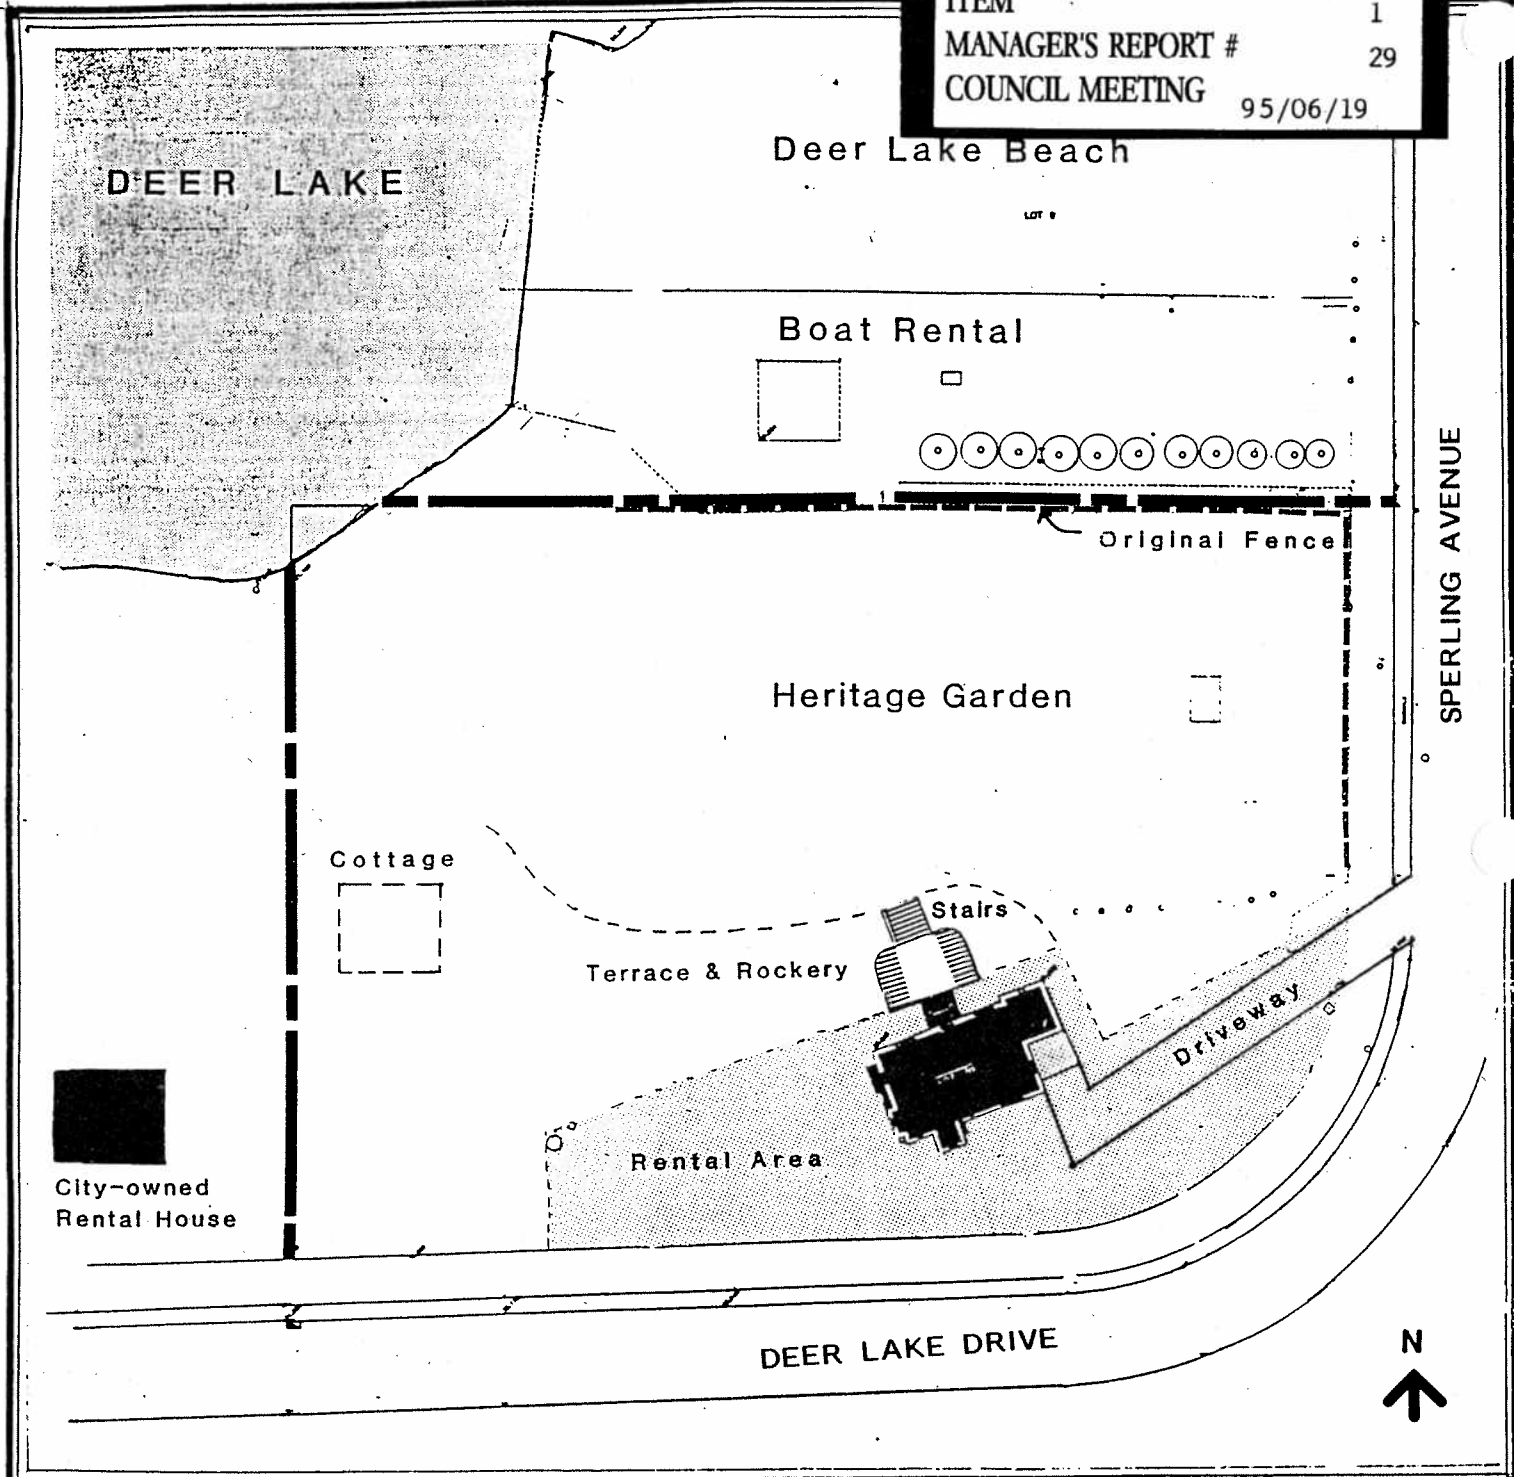 ITEM 1
MANAGER'S REPORT # 29
COUNCIL MEETING 95/06/19
Deer Lake Beach
DEER LAKE
LOT
Boat Rental
Original Fence
SPERLING AVENUE
Heritage Garden
Cottage
Stairs
Terrace & Rockery
Driveway
Rental Area
City-owned
Rental House
DEER LAKE DRIVE
N